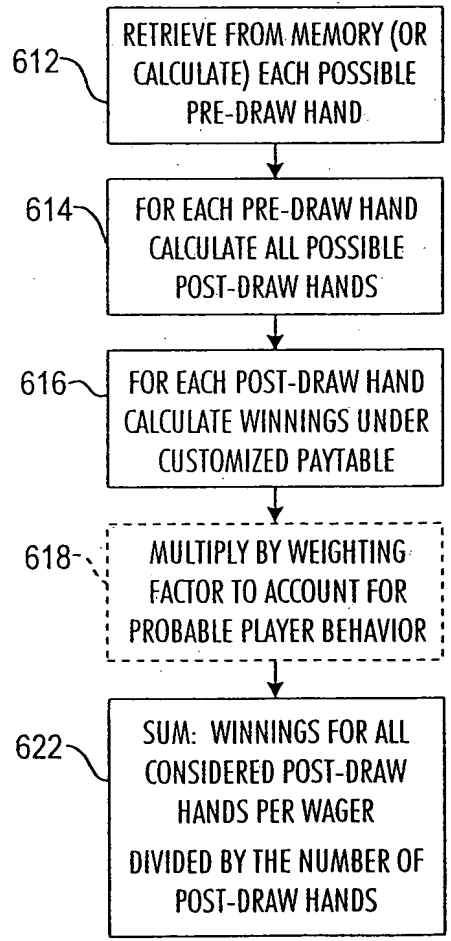 612
RETRIEVE FROM MEMORY (OR
CALCULATE) EACH POSSIBLE
PRE-DRAW HAND
614
FOR EACH PRE-DRAW HAND
CALCULATE ALL POSSIBLE
POST-DRAW HANDS
616
FOR EACH POST-DRAW HAND
CALCULATE WINNINGS UNDER
CUSTOMIZED PAYTABLE
618
MULTIPLY BY WEIGHTING
FACTOR TO ACCOUNT FOR
PROBABLE PLAYER BEHAVIOR
622
SUM: WINNINGS FOR ALL
CONSIDERED POST-DRAW
HANDS PER WAGER
DIVIDED BY THE NUMBER OF
POST-DRAW HANDS